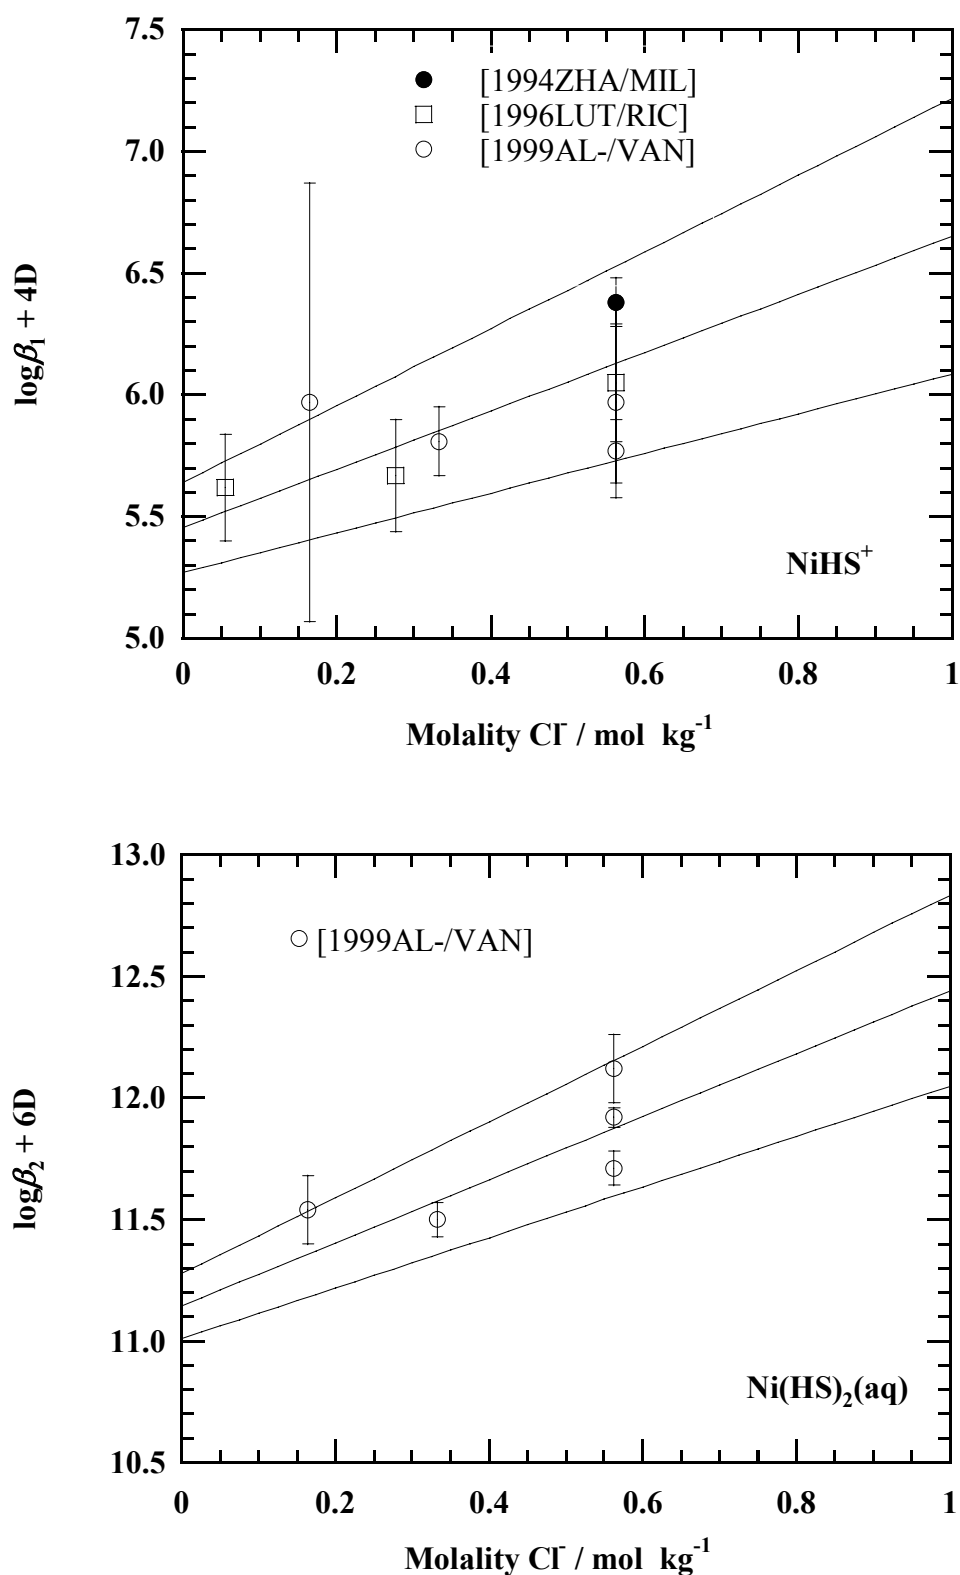 7.5
[1994ZHA/MIL]
[1996LUT/RIC]
[1999AL-/VAN]
7.0
6.5
6.0
5.5
5.0
logβ₁ + 4D
NiHS⁺
0 0.2 0.4 0.6 0.8 1
Molality Cl⁻ / mol kg⁻¹
13.0
[1999AL-/VAN]
12.5
12.0
11.5
11.0
10.5
logβ₂ + 6D
Ni(HS)₂(aq)
0 0.2 0.4 0.6 0.8 1
Molality Cl⁻ / mol kg⁻¹